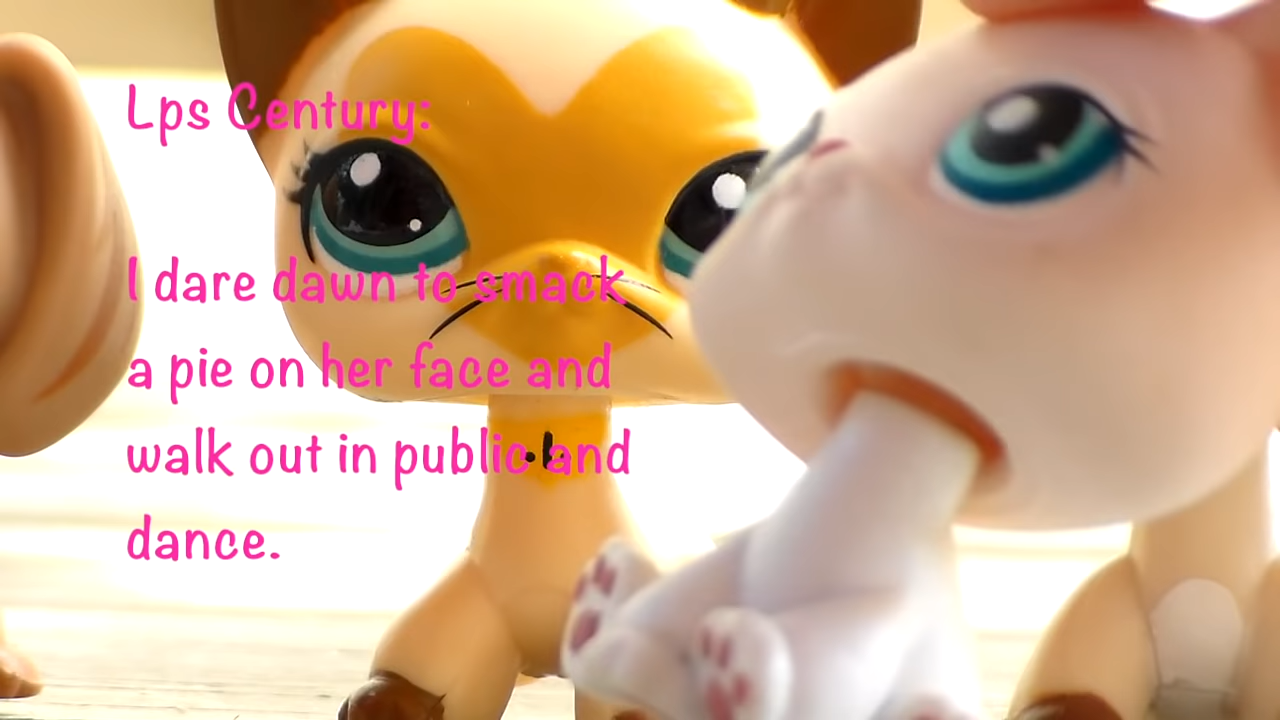 Lps Century:
I dare dawn to smack
a pie on her face and
walk out in public and
dance.